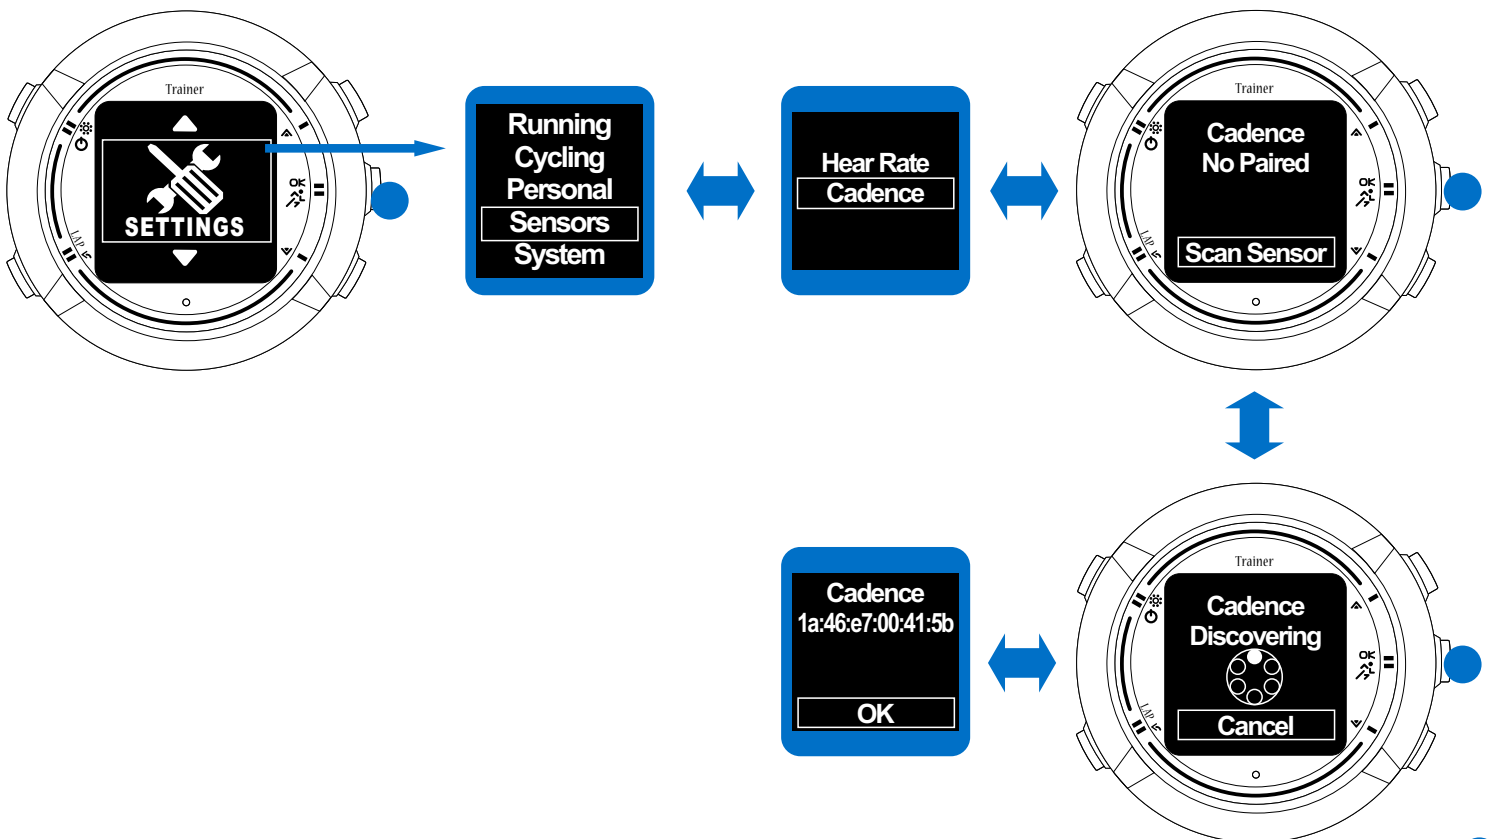 Trainer
SETTINGS
OK
LAP
Running
Cycling
Personal
Sensors
System
Hear Rate
Cadence
Trainer
Cadence
No Paired
Scan Sensor
OK
LAP
Cadence
1a:46:e7:00:41:5b
OK
Trainer
Cadence
Discovering
Cancel
OK
LAP